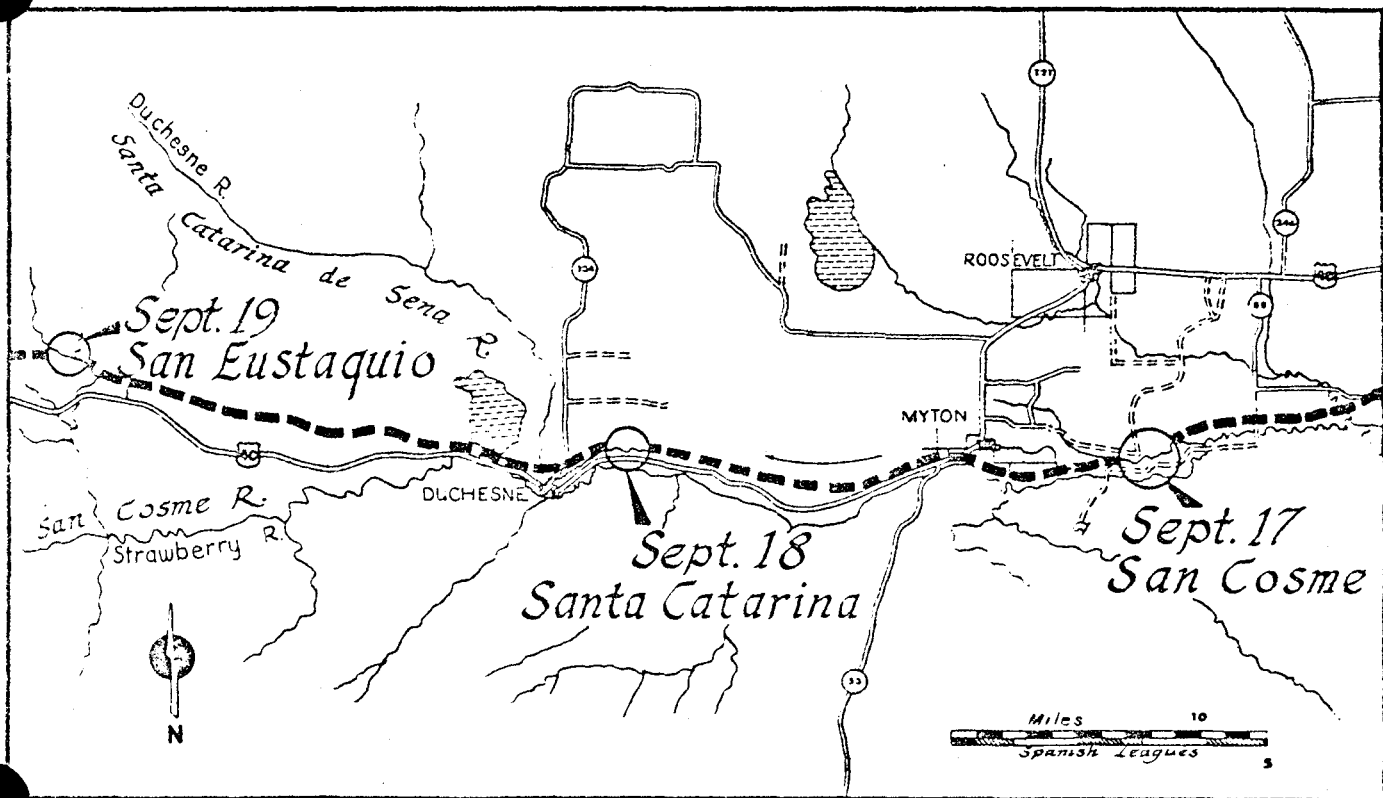 Duchesne R.
Santa Catarina de Sena R.
Sept. 19
San Eustaquio
40
San Cosme R.
Strawberry R.
DUCHESNE
Sept. 18
Santa Catarina
MYTON
ROOSEVELT
121
40
88
Sept. 17
San Cosme
33
N
Miles
10
Spanish Leagues
5